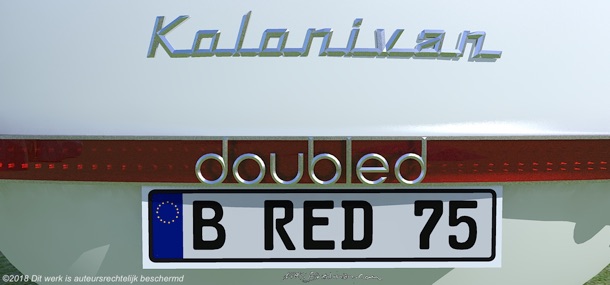 Kalanivan
doubled
B RED 75
©2018 Dit werk is auteursrechtelijk beschermd